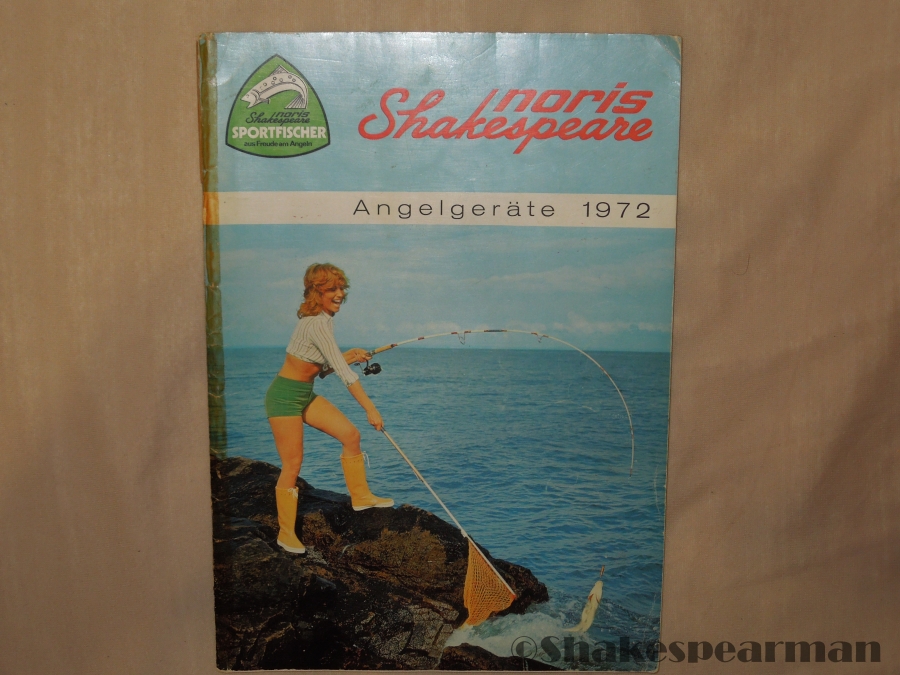 noris
Shakespeare
SPORTFISCHER
aus Freude am Angeln
noris
Shakespeare
Angelgeräte 1972
©Shakespearman